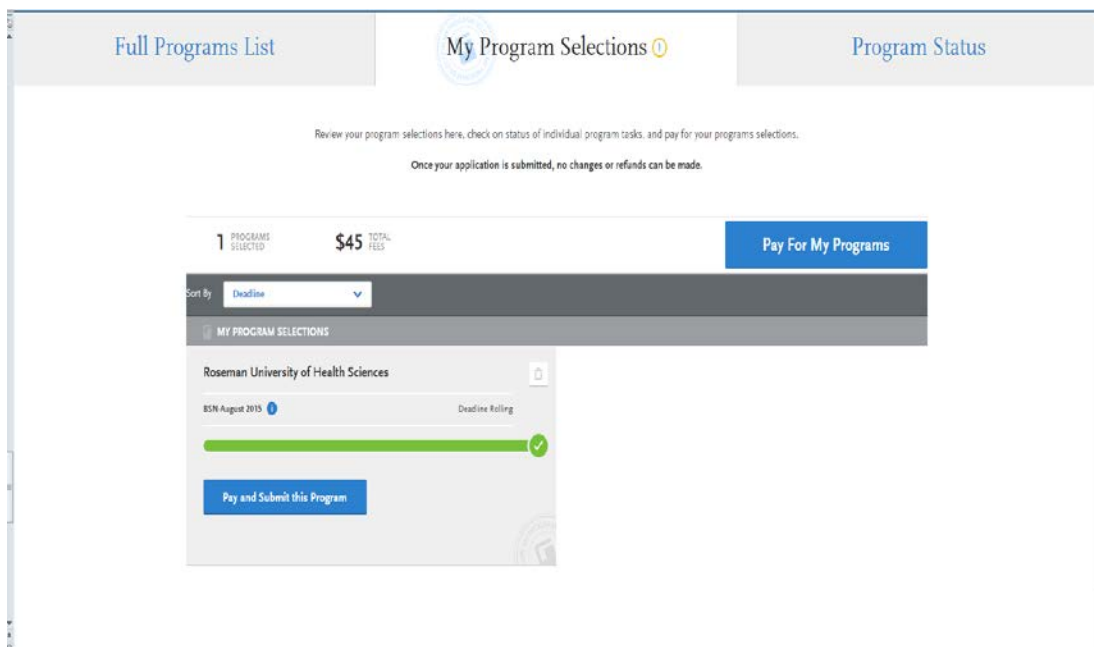 Full Programs List
My Program Selections
Program Status
Review your program selections here, check on status of individual program tasks, and pay for your programs selections.
Once your application is submitted, no changes or refunds can be made.
1 PROGRAMS SELECTED
$45 TOTAL FEES
Pay For My Programs
Sort By Deadline
MY PROGRAM SELECTIONS
Roseman University of Health Sciences
BSN-August 2015
Deadline Rolling
Pay and Submit this Program